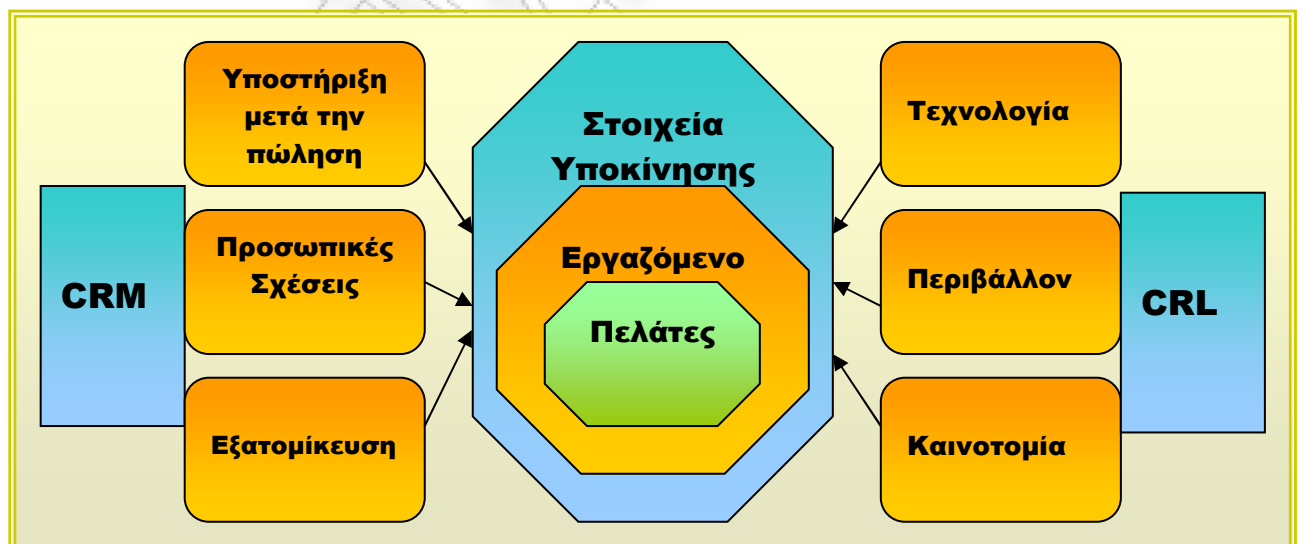 CRM
Υποστήριξη
μετά την
πώληση
Προσωπικές
Σχέσεις
Εξατομίκευση
Στοιχεία
Υποκίνησης
Εργαζόμενο
Πελάτες
Τεχνολογία
Περιβάλλον
Καινοτομία
CRL